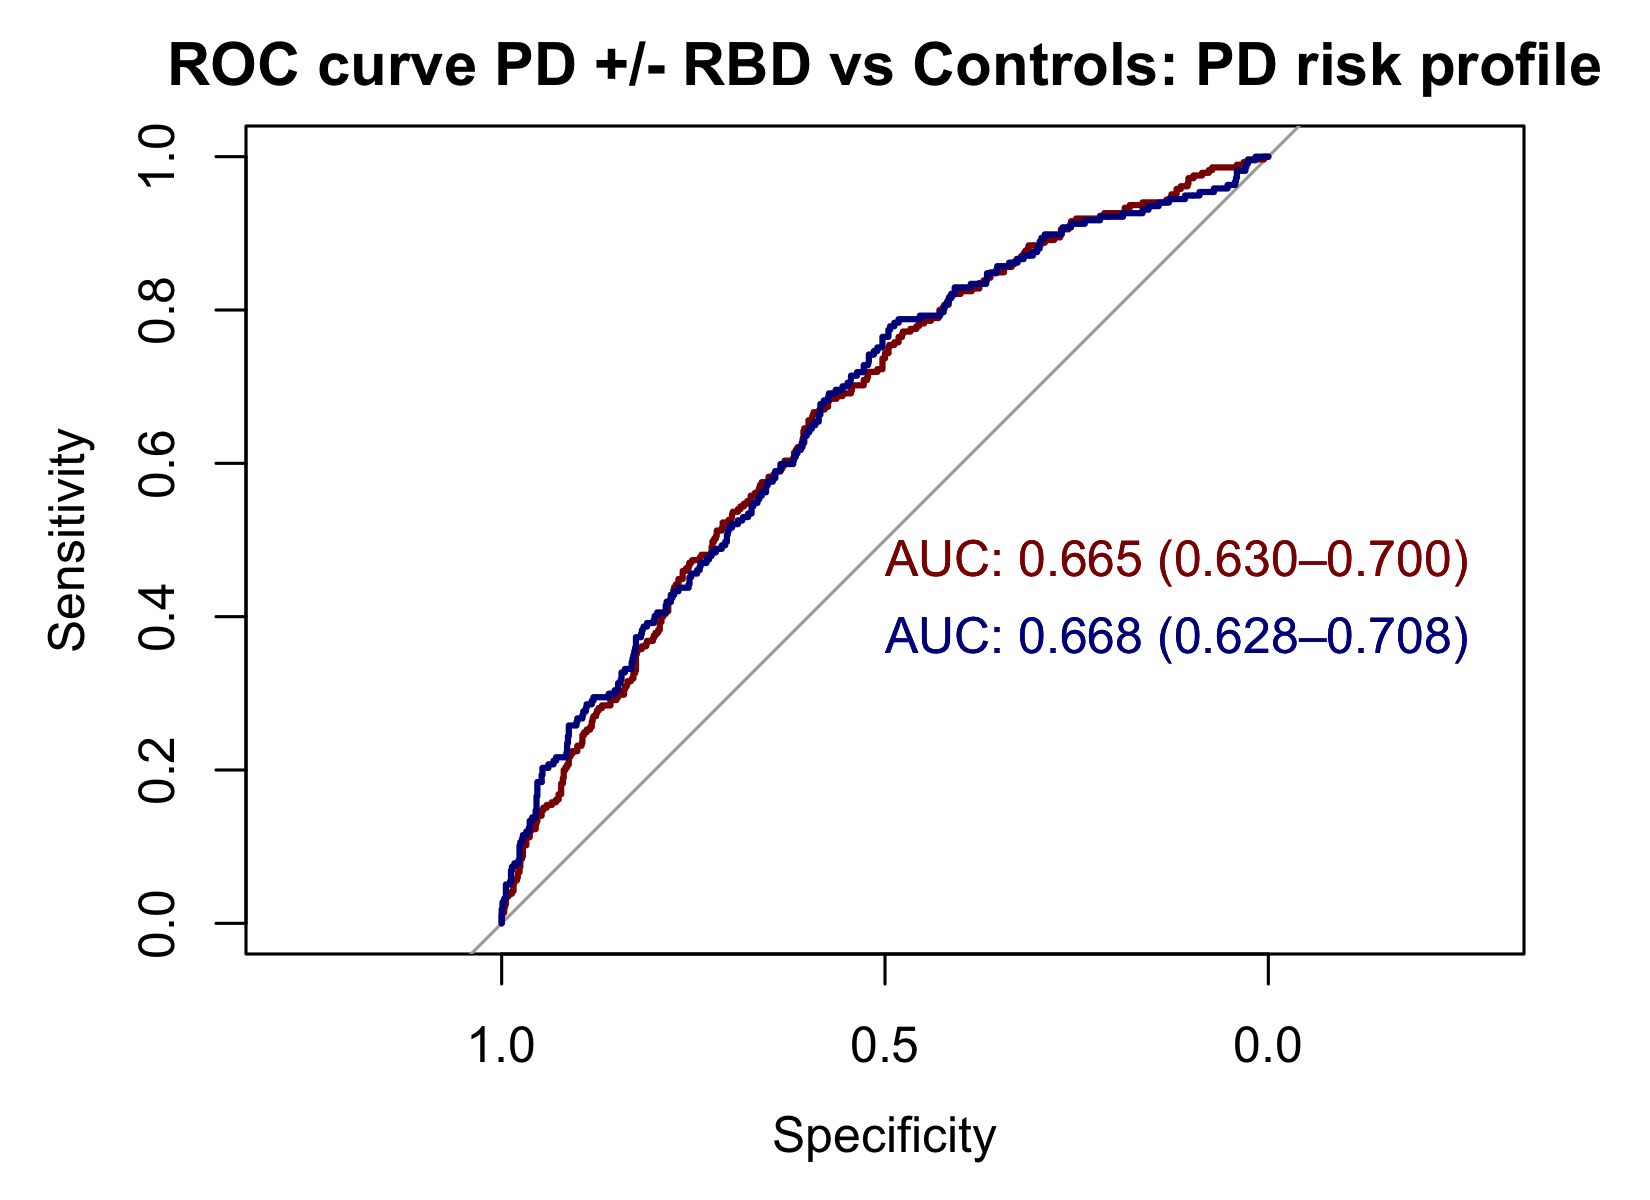 ROC curve PD +/- RBD vs Controls: PD risk profile
1.0
0.8
0.6
0.4
0.2
0.0
Sensitivity
AUC: 0.665 (0.630–0.700)
AUC: 0.668 (0.628–0.708)
1.0 0.5 0.0
Specificity